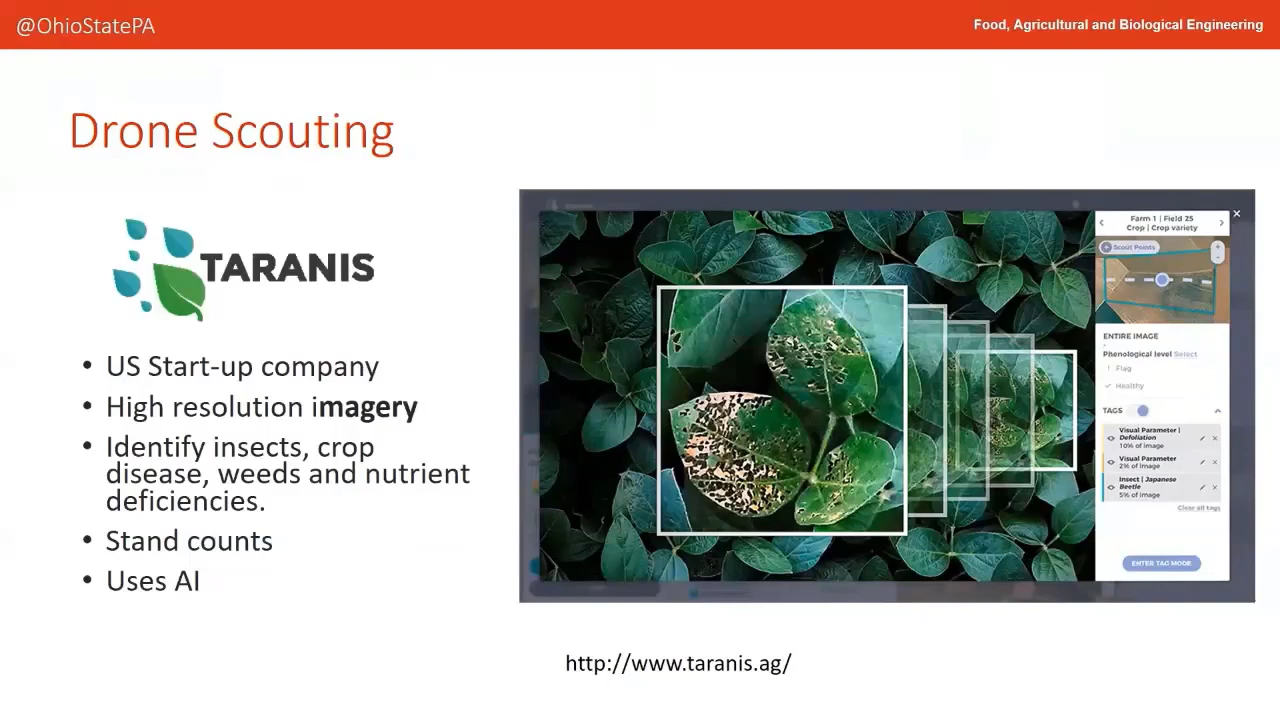 @OhioStatePA
Food, Agricultural and Biological Engineering
Drone Scouting
TARANIS
• US Start-up company
• High resolution imagery
• Identify insects, crop
disease, weeds and nutrient
deficiencies.
• Stand counts
• Uses AI
Farm 1 | Field 25
Crop | Crop variety
Scout Points
ENTIRE IMAGE
Phenological level Select
Flag
Healthy
TAGS
Visual Parameter |
Defoliation
10% of image
Visual Parameter
2% of image
Insect | Japanese
Beetle
5% of image
Clear all tags
ENTER TAG MODE
http://www.taranis.ag/